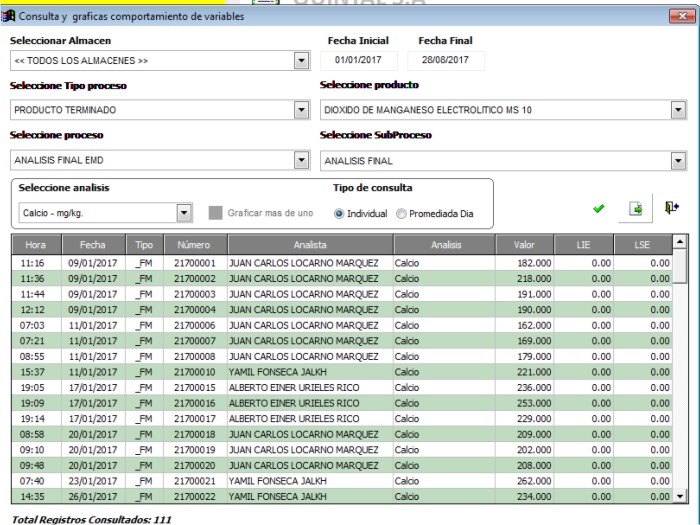 QUINTAL S.A
Consulta y graficas comportamiento de variables
Seleccionar Almacen Fecha Inicial Fecha Final
<< TODOS LOS ALMACENES >> 01/01/2017 28/08/2017
Seleccione Tipo proceso Seleccione producto
PRODUCTO TERMINADO DIOXIDO DE MANGANESO ELECTROLITICO MS 10
Seleccione proceso Seleccione SubProceso
ANALISIS FINAL EMD ANALISIS FINAL
Seleccione analisis Tipo de consulta
Calcio - mg/kg. Graficar mas de uno Individual Promediada Dia
Hora Fecha Tipo Número Analista Analisis Valor LIE LSE
11:16 09/01/2017 _FM 21700001 JUAN CARLOS LOCARNO MARQUEZ Calcio 182.000 0.00 0.00
11:36 09/01/2017 _FM 21700002 JUAN CARLOS LOCARNO MARQUEZ Calcio 218.000 0.00 0.00
11:44 09/01/2017 _FM 21700003 JUAN CARLOS LOCARNO MARQUEZ Calcio 191.000 0.00 0.00
12:12 09/01/2017 _FM 21700004 JUAN CARLOS LOCARNO MARQUEZ Calcio 190.000 0.00 0.00
07:03 11/01/2017 _FM 21700006 JUAN CARLOS LOCARNO MARQUEZ Calcio 162.000 0.00 0.00
07:21 11/01/2017 _FM 21700007 JUAN CARLOS LOCARNO MARQUEZ Calcio 169.000 0.00 0.00
08:55 11/01/2017 _FM 21700008 JUAN CARLOS LOCARNO MARQUEZ Calcio 179.000 0.00 0.00
15:37 11/01/2017 _FM 21700010 YAMIL FONSECA JALKH Calcio 221.000 0.00 0.00
19:05 17/01/2017 _FM 21700015 ALBERTO EINER URIELES RICO Calcio 236.000 0.00 0.00
19:09 17/01/2017 _FM 21700016 ALBERTO EINER URIELES RICO Calcio 253.000 0.00 0.00
19:14 17/01/2017 _FM 21700017 ALBERTO EINER URIELES RICO Calcio 229.000 0.00 0.00
08:58 20/01/2017 _FM 21700018 JUAN CARLOS LOCARNO MARQUEZ Calcio 209.000 0.00 0.00
09:10 20/01/2017 _FM 21700019 JUAN CARLOS LOCARNO MARQUEZ Calcio 202.000 0.00 0.00
09:48 20/01/2017 _FM 21700020 JUAN CARLOS LOCARNO MARQUEZ Calcio 208.000 0.00 0.00
07:40 23/01/2017 _FM 21700021 YAMIL FONSECA JALKH Calcio 262.000 0.00 0.00
14:35 26/01/2017 _FM 21700022 YAMIL FONSECA JALKH Calcio 234.000 0.00 0.00
Total Registros Consultados: 111